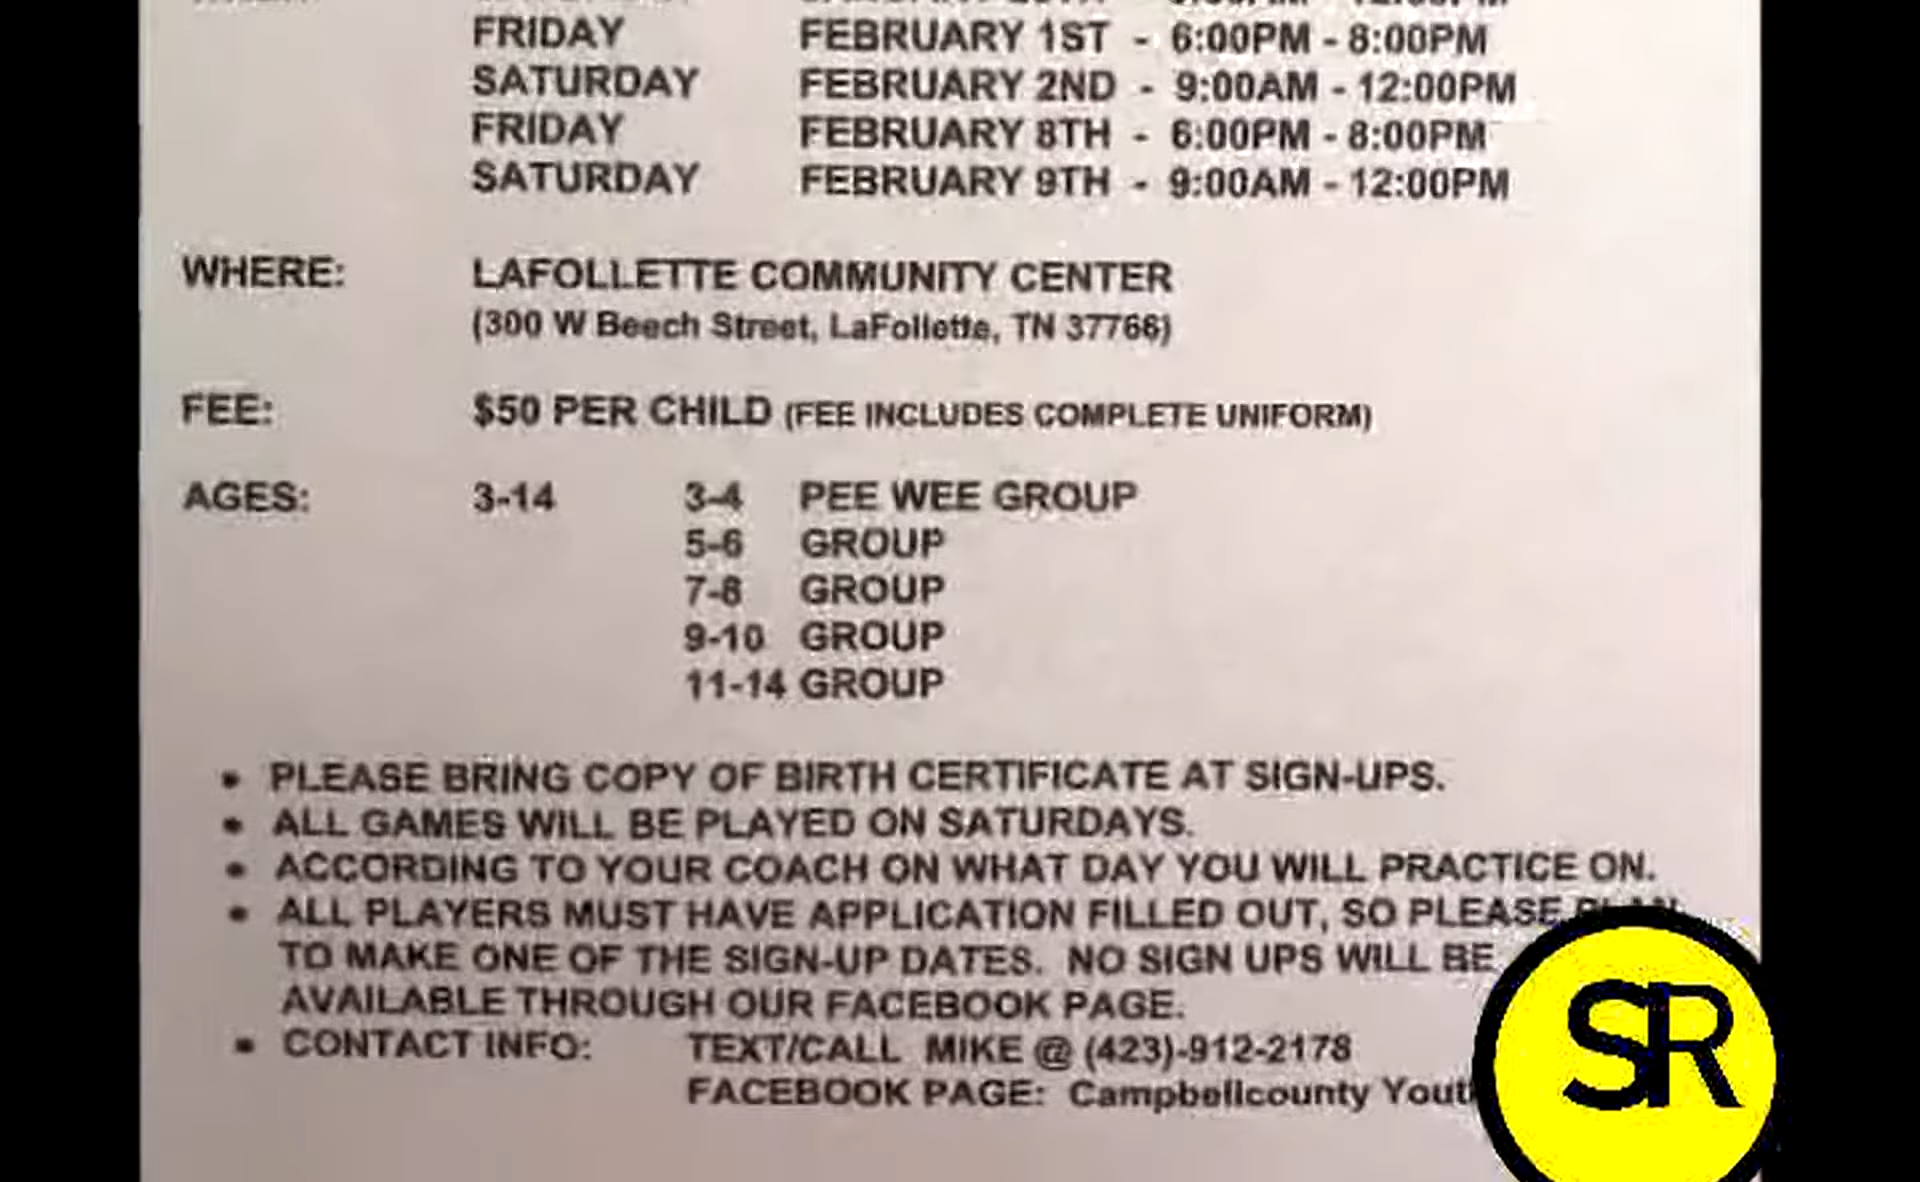 FRIDAY FEBRUARY 1ST - 6:00PM - 8:00PM
SATURDAY FEBRUARY 2ND - 9:00AM - 12:00PM
FRIDAY FEBRUARY 8TH - 6:00PM - 8:00PM
SATURDAY FEBRUARY 9TH - 9:00AM - 12:00PM
WHERE: LAFOLLETTE COMMUNITY CENTER
(300 W Beech Street, LaFollette, TN 37766)
FEE: $50 PER CHILD (FEE INCLUDES COMPLETE UNIFORM)
AGES: 3-14 3-4 PEE WEE GROUP
5-6 GROUP
7-8 GROUP
9-10 GROUP
11-14 GROUP
• PLEASE BRING COPY OF BIRTH CERTIFICATE AT SIGN-UPS.
• ALL GAMES WILL BE PLAYED ON SATURDAYS.
• ACCORDING TO YOUR COACH ON WHAT DAY YOU WILL PRACTICE ON.
• ALL PLAYERS MUST HAVE APPLICATION FILLED OUT, SO PLEASE PLAN
TO MAKE ONE OF THE SIGN-UP DATES. NO SIGN UPS WILL BE
AVAILABLE THROUGH OUR FACEBOOK PAGE.
• CONTACT INFO: TEXT/CALL MIKE @ (423)-912-2178
FACEBOOK PAGE: Campbellcounty
SR